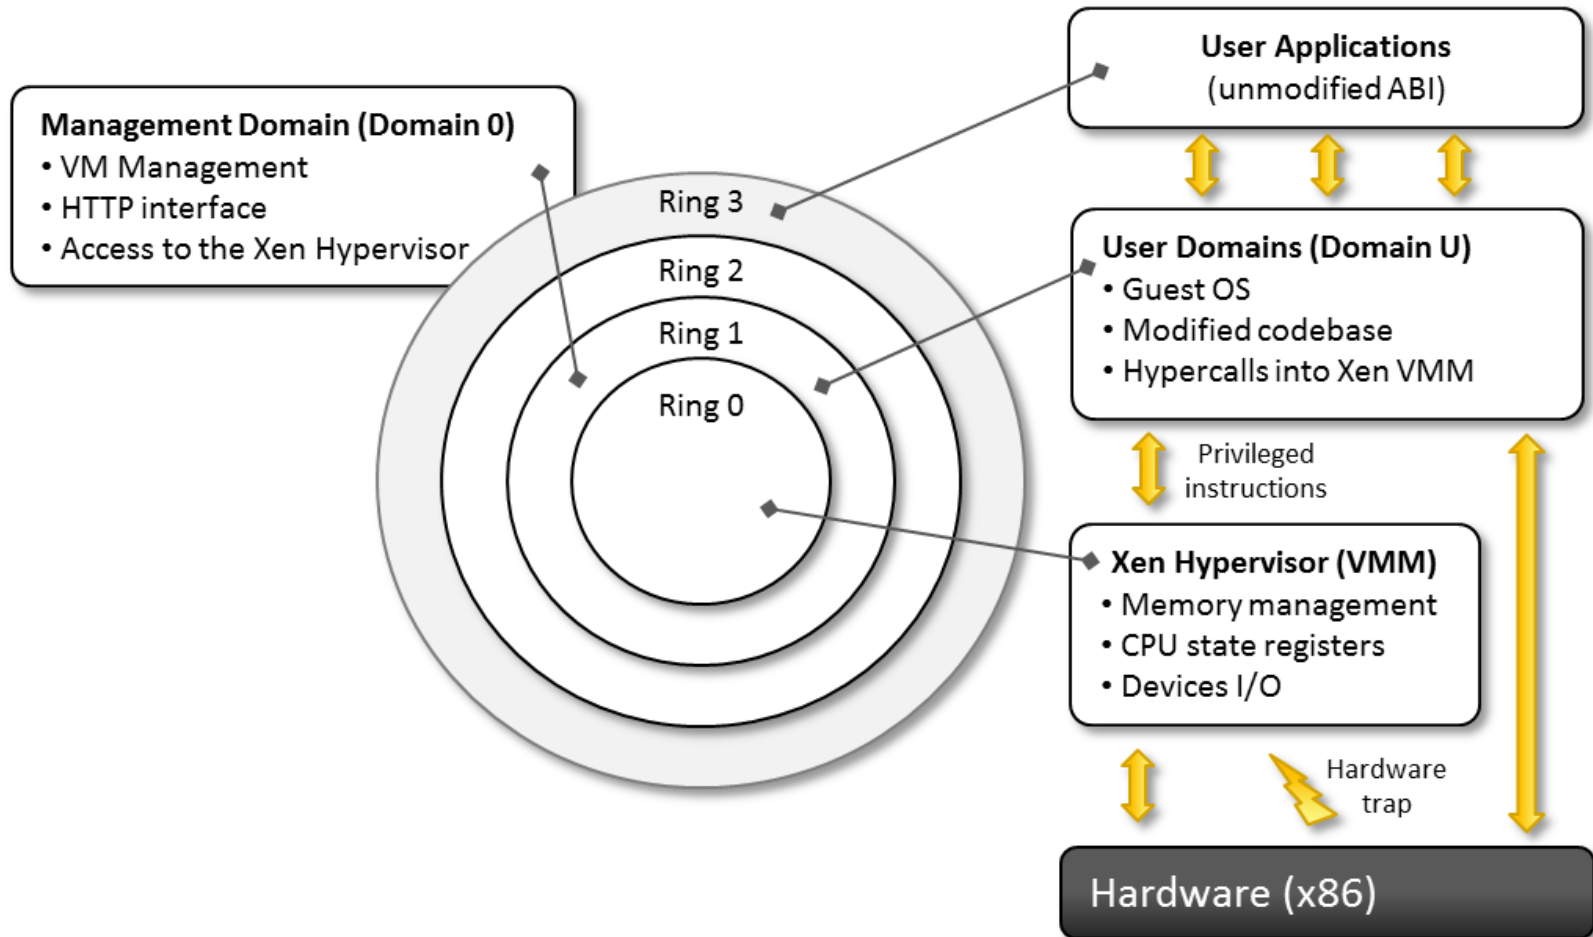 User Applications
(unmodified ABI)
Management Domain (Domain 0)
• VM Management
• HTTP interface
• Access to the Xen Hypervisor
Ring 3
Ring 2
Ring 1
Ring 0
User Domains (Domain U)
• Guest OS
• Modified codebase
• Hypercalls into Xen VMM
Privileged
instructions
Xen Hypervisor (VMM)
• Memory management
• CPU state registers
• Devices I/O
Hardware
trap
Hardware (x86)